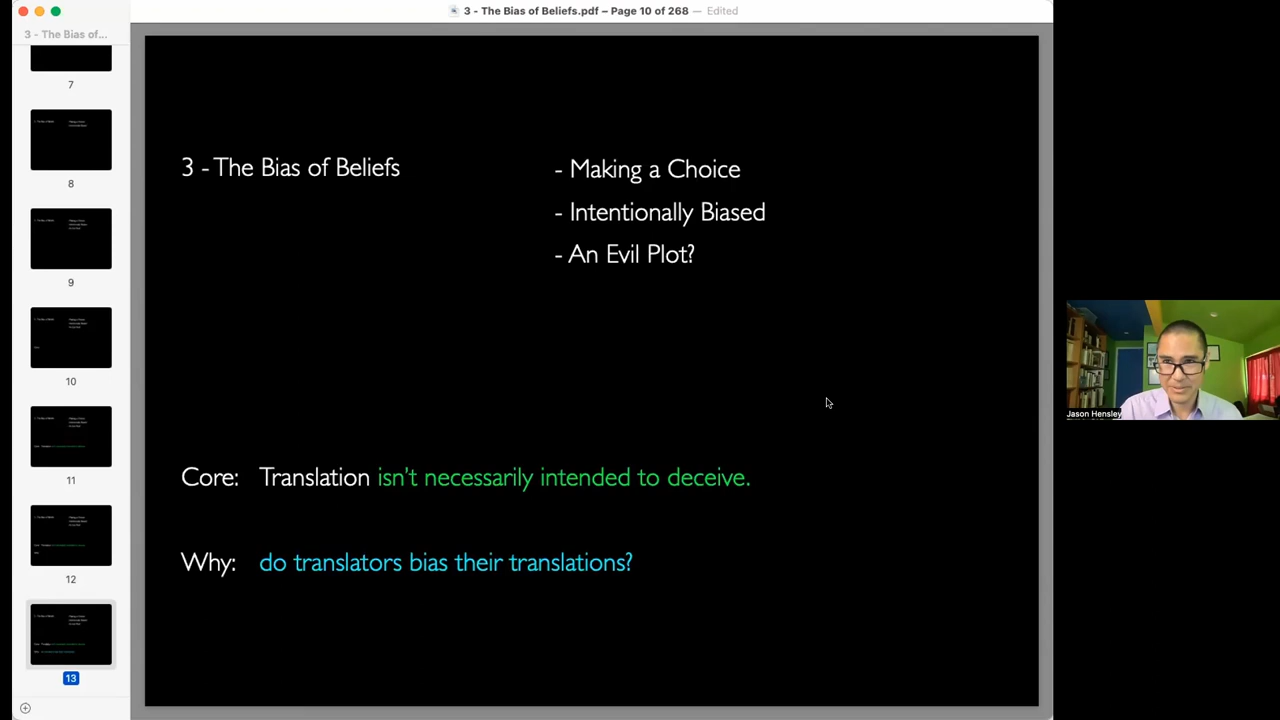 3 - The Bias of Beliefs.pdf – Page 10 of 268 — Edited
3 - The Bias of...
7
8
9
10
11
12
13
3 - The Bias of Beliefs
- Making a Choice
- Intentionally Biased
- An Evil Plot?
Core: Translation isn't necessarily intended to deceive.
Why: do translators bias their translations?
Jason Hensley